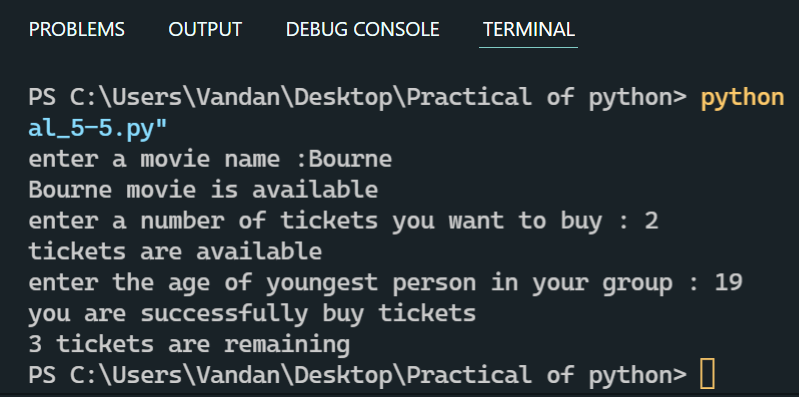 PROBLEMS OUTPUT DEBUG CONSOLE TERMINAL
PS C:\Users\Vandan\Desktop\Practical of python> python
al_5-5.py"
enter a movie name :Bourne
Bourne movie is available
enter a number of tickets you want to buy : 2
tickets are available
enter the age of youngest person in your group : 19
you are successfully buy tickets
3 tickets are remaining
PS C:\Users\Vandan\Desktop\Practical of python>